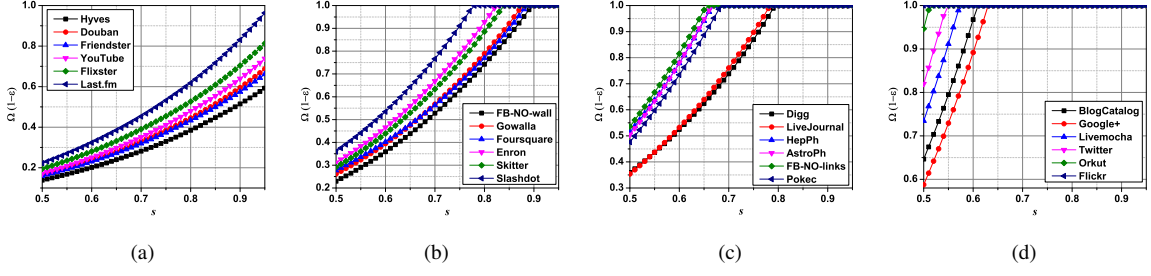 Ω (1−ε)
1.0
0.8
0.6
0.4
0.2
Hyves
Douban
Friendster
YouTube
Flixster
Last.fm
0.5 0.6 0.7 0.8 0.9
s
(a)
Ω (1−ε)
1.0
0.9
0.8
0.7
0.6
0.5
0.4
0.3
0.2
FB-NO-wall
Gowalla
Foursquare
Enron
Skitter
Slashdot
0.5 0.6 0.7 0.8 0.9
s
(b)
Ω (1−ε)
1.0
0.9
0.8
0.7
0.6
0.5
0.4
0.3
Digg
LiveJournal
HepPh
AstroPh
FB-NO-links
Pokec
0.5 0.6 0.7 0.8 0.9
s
(c)
Ω (1−ε)
1.0
0.9
0.8
0.7
0.6
BlogCatalog
Google+
Livemocha
Twitter
Orkut
Flickr
0.5 0.6 0.7 0.8 0.9
s
(d)